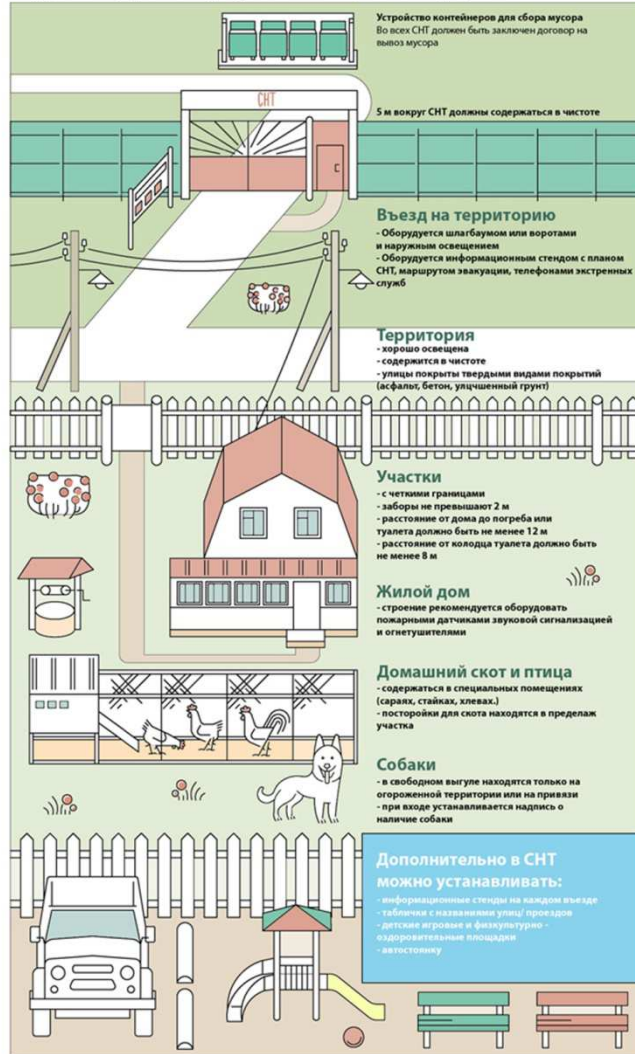 Устройство контейнеров для сбора мусора
Во всех СНТ должен быть заключен договор на
вывоз мусора
СНТ
5 м вокруг СНТ должны содержаться в чистоте
Въезд на территорию
- Оборудуется шлагбаумом или воротами
и наружным освещением
- Оборудуется информационным стендом с планом
СНТ, маршрутом эвакуации, телефонами экстренных
служб
Территория
- хорошо освещена
- содержится в чистоте
- улицы покрыты твердыми видами покрытий
(асфальт, бетон, улцчшенный грунт)
Участки
- с четкими границами
- заборы не превышают 2 м
- расстояние от дома до погреба или
туалета должно быть не менее 12 м
- расстояние от колодца туалета должно быть
не менее 8 м
Жилой дом
- строение рекомендуется оборудовать
пожарными датчиками звуковой сигнализацией
и огнетушителями
Домашний скот и птица
- содержаться в специальных помещениях
(сараях, стайках, хлевах.)
- посторойки для скота находятся в пределаж
участка
Собаки
- в свободном выгуле находятся только на
огороженной территории или на привязи
- при входе устанавливается надпись о
наличие собаки
Дополнительно в СНТ
можно устанавливать:
- информационные стенды на каждом въезде
- таблички с названиями улиц/ проездов
- детские игровые и физкультурно -
оздоровительные площадки
- автостоянку